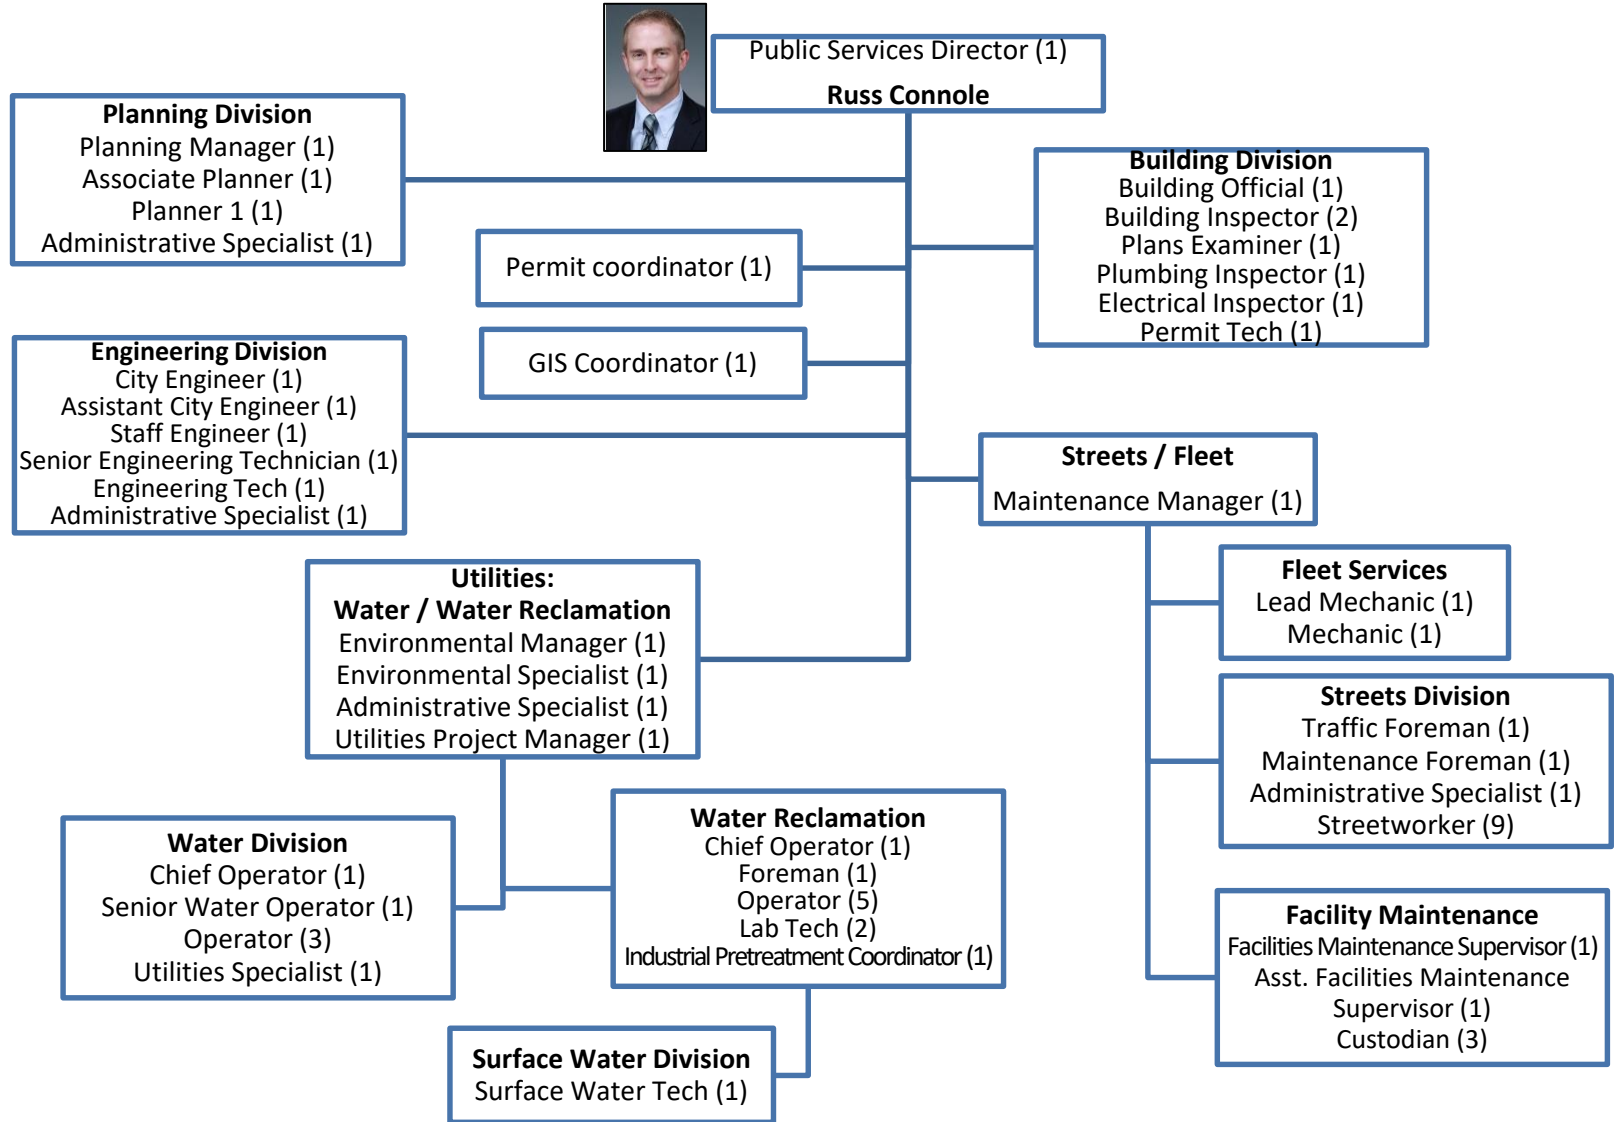 Public Services Director (1)
Russ Connole
Planning Division
Planning Manager (1)
Associate Planner (1)
Planner 1 (1)
Administrative Specialist (1)
Building Division
Building Official (1)
Building Inspector (2)
Plans Examiner (1)
Plumbing Inspector (1)
Electrical Inspector (1)
Permit Tech (1)
Permit coordinator (1)
GIS Coordinator (1)
Engineering Division
City Engineer (1)
Assistant City Engineer (1)
Staff Engineer (1)
Senior Engineering Technician (1)
Engineering Tech (1)
Administrative Specialist (1)
Streets / Fleet
Maintenance Manager (1)
Utilities:
Water / Water Reclamation
Environmental Manager (1)
Environmental Specialist (1)
Administrative Specialist (1)
Utilities Project Manager (1)
Fleet Services
Lead Mechanic (1)
Mechanic (1)
Streets Division
Traffic Foreman (1)
Maintenance Foreman (1)
Administrative Specialist (1)
Streetworker (9)
Water Division
Chief Operator (1)
Senior Water Operator (1)
Operator (3)
Utilities Specialist (1)
Water Reclamation
Chief Operator (1)
Foreman (1)
Operator (5)
Lab Tech (2)
Industrial Pretreatment Coordinator (1)
Facility Maintenance
Facilities Maintenance Supervisor (1)
Asst. Facilities Maintenance
Supervisor (1)
Custodian (3)
Surface Water Division
Surface Water Tech (1)